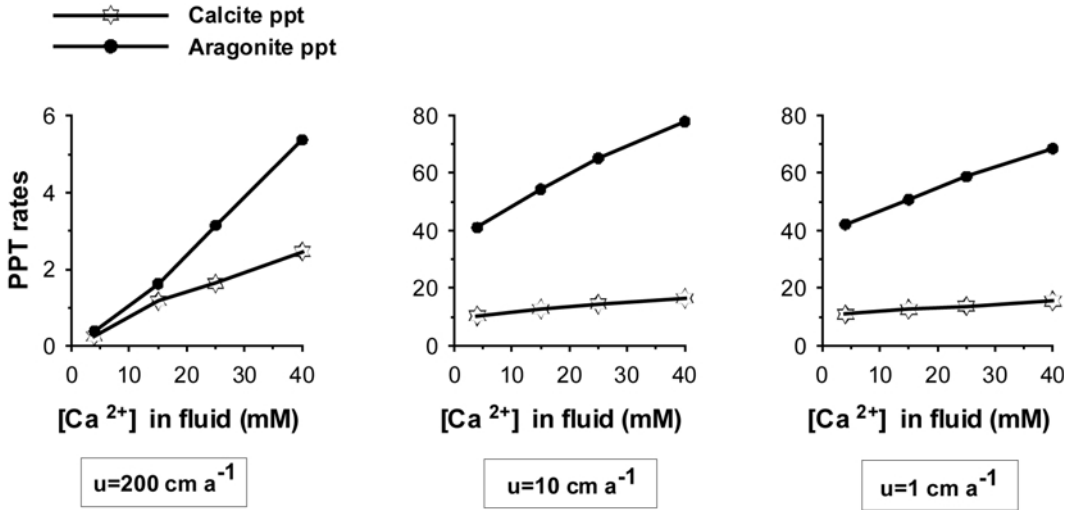 Calcite ppt
Aragonite ppt
PPT rates
6
4
2
0
0 10 20 30 40
[Ca 2+] in fluid (mM)
u=200 cm a-1
80
60
40
20
0
0 10 20 30 40
[Ca 2+] in fluid (mM)
u=10 cm a-1
80
60
40
20
0
0 10 20 30 40
[Ca 2+] in fluid (mM)
u=1 cm a-1